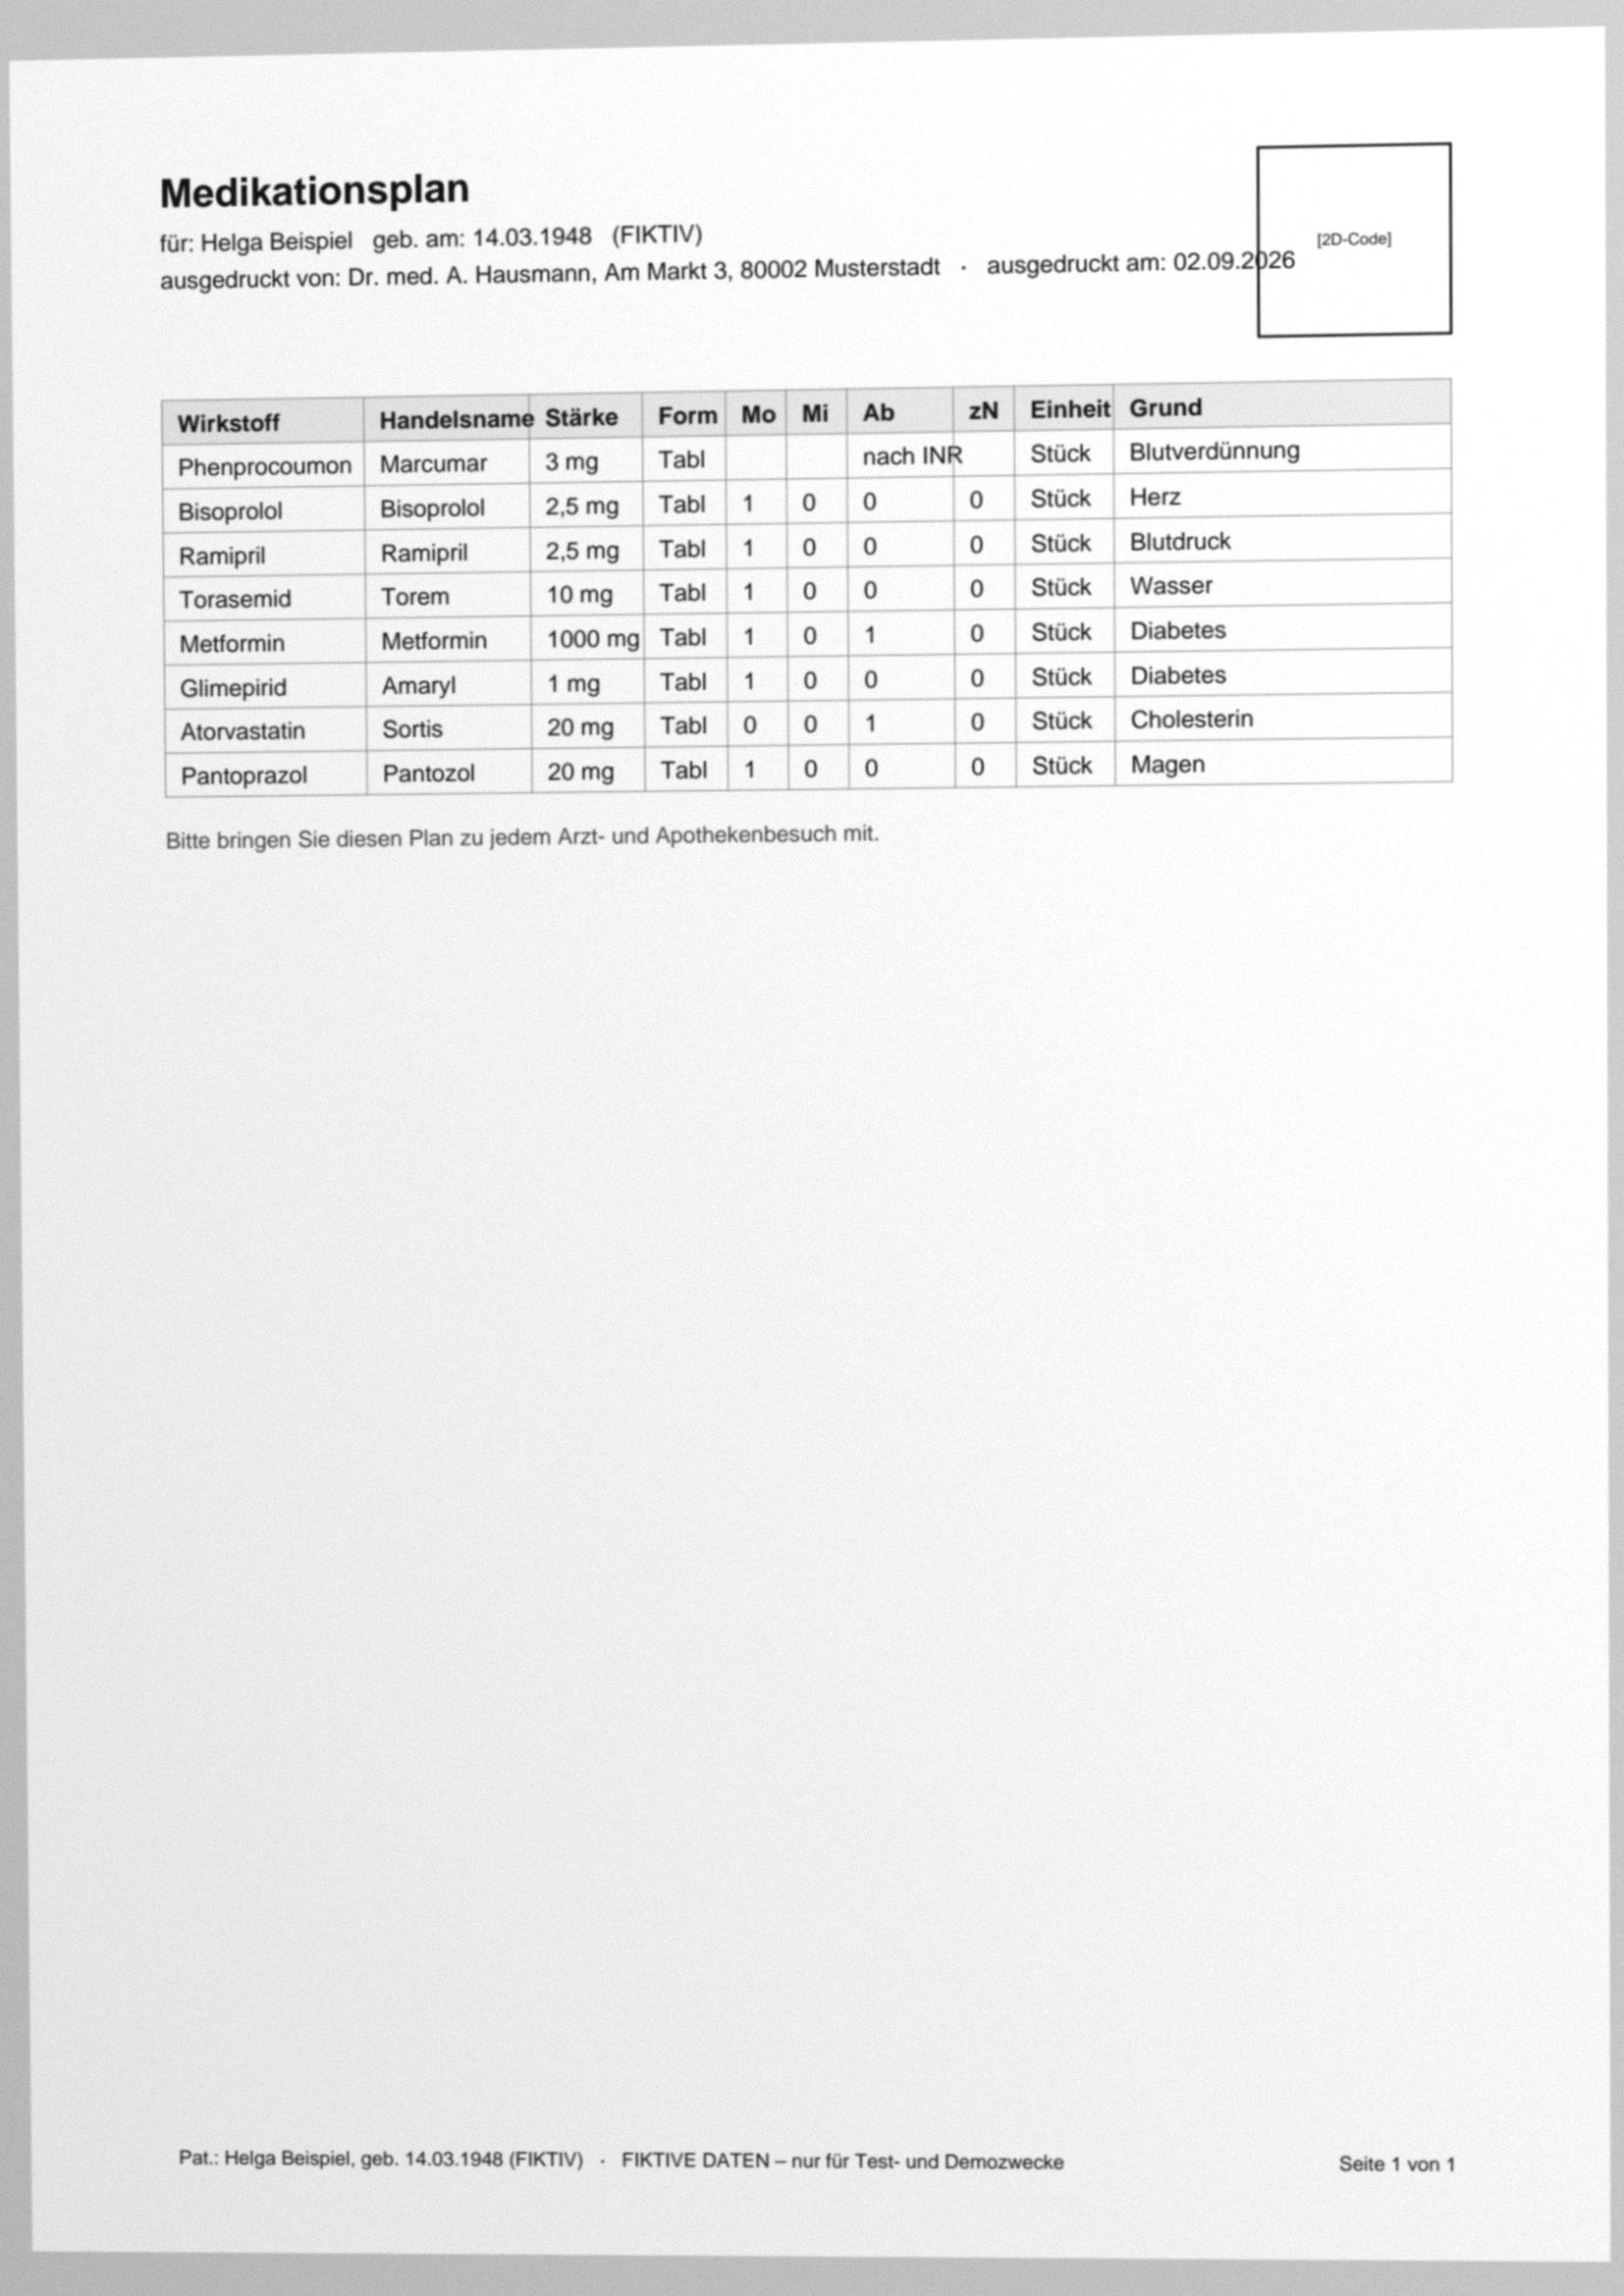 Medikationsplan
für: Helga Beispiel geb. am: 14.03.1948 (FIKTIV)
ausgedruckt von: Dr. med. A. Hausmann, Am Markt 3, 80002 Musterstadt · ausgedruckt am: 02.09.2026
[2D-Code]
Wirkstoff Handelsname Stärke Form Mo Mi Ab zN Einheit Grund
Phenprocoumon Marcumar 3 mg Tabl nach INR Stück Blutverdünnung
Bisoprolol Bisoprolol 2,5 mg Tabl 1 0 0 0 Stück Herz
Ramipril Ramipril 2,5 mg Tabl 1 0 0 0 Stück Blutdruck
Torasemid Torem 10 mg Tabl 1 0 0 0 Stück Wasser
Metformin Metformin 1000 mg Tabl 1 0 1 0 Stück Diabetes
Glimepirid Amaryl 1 mg Tabl 1 0 0 0 Stück Diabetes
Atorvastatin Sortis 20 mg Tabl 0 0 1 0 Stück Cholesterin
Pantoprazol Pantozol 20 mg Tabl 1 0 0 0 Stück Magen
Bitte bringen Sie diesen Plan zu jedem Arzt- und Apothekenbesuch mit.
Pat.: Helga Beispiel, geb. 14.03.1948 (FIKTIV) · FIKTIVE DATEN – nur für Test- und Demozwecke Seite 1 von 1